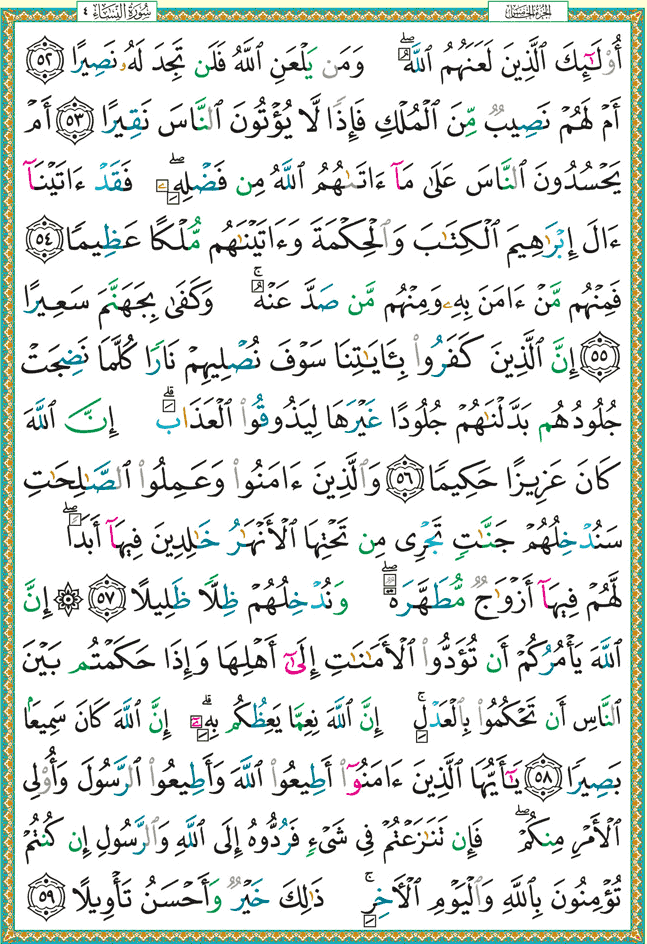 سُورَةُ النِّسَاءِ ٤ الجزء الخامس
أُوْلَٰٓئِكَ ٱلَّذِينَ لَعَنَهُمُ ٱللَّهُۖ وَمَن يَلْعَنِ ٱللَّهُ فَلَن تَجِدَ لَهُۥ نَصِيرًا ٥٢
أَمْ لَهُمْ نَصِيبٌ مِّنَ ٱلْمُلْكِ فَإِذًا لَّا يُؤْتُونَ ٱلنَّاسَ نَقِيرًا ٥٣ أَمْ
يَحْسُدُونَ ٱلنَّاسَ عَلَىٰ مَآ ءَاتَىٰهُمُ ٱللَّهُ مِن فَضْلِهِۦۖ فَقَدْ ءَاتَيْنَآ
ءَالَ إِبْرَٰهِيمَ ٱلْكِتَٰبَ وَٱلْحِكْمَةَ وَءَاتَيْنَٰهُم مُّلْكًا عَظِيمًا ٥٤
فَمِنْهُم مَّنْ ءَامَنَ بِهِۦ وَمِنْهُم مَّن صَدَّ عَنْهُۚ وَكَفَىٰ بِجَهَنَّمَ سَعِيرًا
٥٥ إِنَّ ٱلَّذِينَ كَفَرُوا۟ بِـَٔايَٰتِنَا سَوْفَ نُصْلِيهِمْ نَارًا كُلَّمَا نَضِجَتْ
جُلُودُهُم بَدَّلْنَٰهُمْ جُلُودًا غَيْرَهَا لِيَذُوقُوا۟ ٱلْعَذَابَۗ إِنَّ ٱللَّهَ
كَانَ عَزِيزًا حَكِيمًا ٥٦ وَٱلَّذِينَ ءَامَنُوا۟ وَعَمِلُوا۟ ٱلصَّٰلِحَٰتِ
سَنُدْخِلُهُمْ جَنَّٰتٍ تَجْرِى مِن تَحْتِهَا ٱلْأَنْهَٰرُ خَٰلِدِينَ فِيهَآ أَبَدًاۖ
لَّهُمْ فِيهَآ أَزْوَٰجٌ مُّطَهَّرَةٌۖ وَنُدْخِلُهُمْ ظِلًّا ظَلِيلًا ٥٧ ۞ إِنَّ
ٱللَّهَ يَأْمُرُكُمْ أَن تُؤَدُّوا۟ ٱلْأَمَٰنَٰتِ إِلَىٰٓ أَهْلِهَا وَإِذَا حَكَمْتُم بَيْنَ
ٱلنَّاسِ أَن تَحْكُمُوا۟ بِٱلْعَدْلِۚ إِنَّ ٱللَّهَ نِعِمَّا يَعِظُكُم بِهِۦٓۗ إِنَّ ٱللَّهَ كَانَ سَمِيعًۢا
بَصِيرًا ٥٨ يَٰٓأَيُّهَا ٱلَّذِينَ ءَامَنُوٓا۟ أَطِيعُوا۟ ٱللَّهَ وَأَطِيعُوا۟ ٱلرَّسُولَ وَأُو۟لِى
ٱلْأَمْرِ مِنكُمْۖ فَإِن تَنَٰزَعْتُمْ فِى شَىْءٍ فَرُدُّوهُ إِلَى ٱللَّهِ وَٱلرَّسُولِ إِن كُنتُمْ
تُؤْمِنُونَ بِٱللَّهِ وَٱلْيَوْمِ ٱلْـَٔاخِرِۚ ذَٰلِكَ خَيْرٌ وَأَحْسَنُ تَأْوِيلًا ٥٩